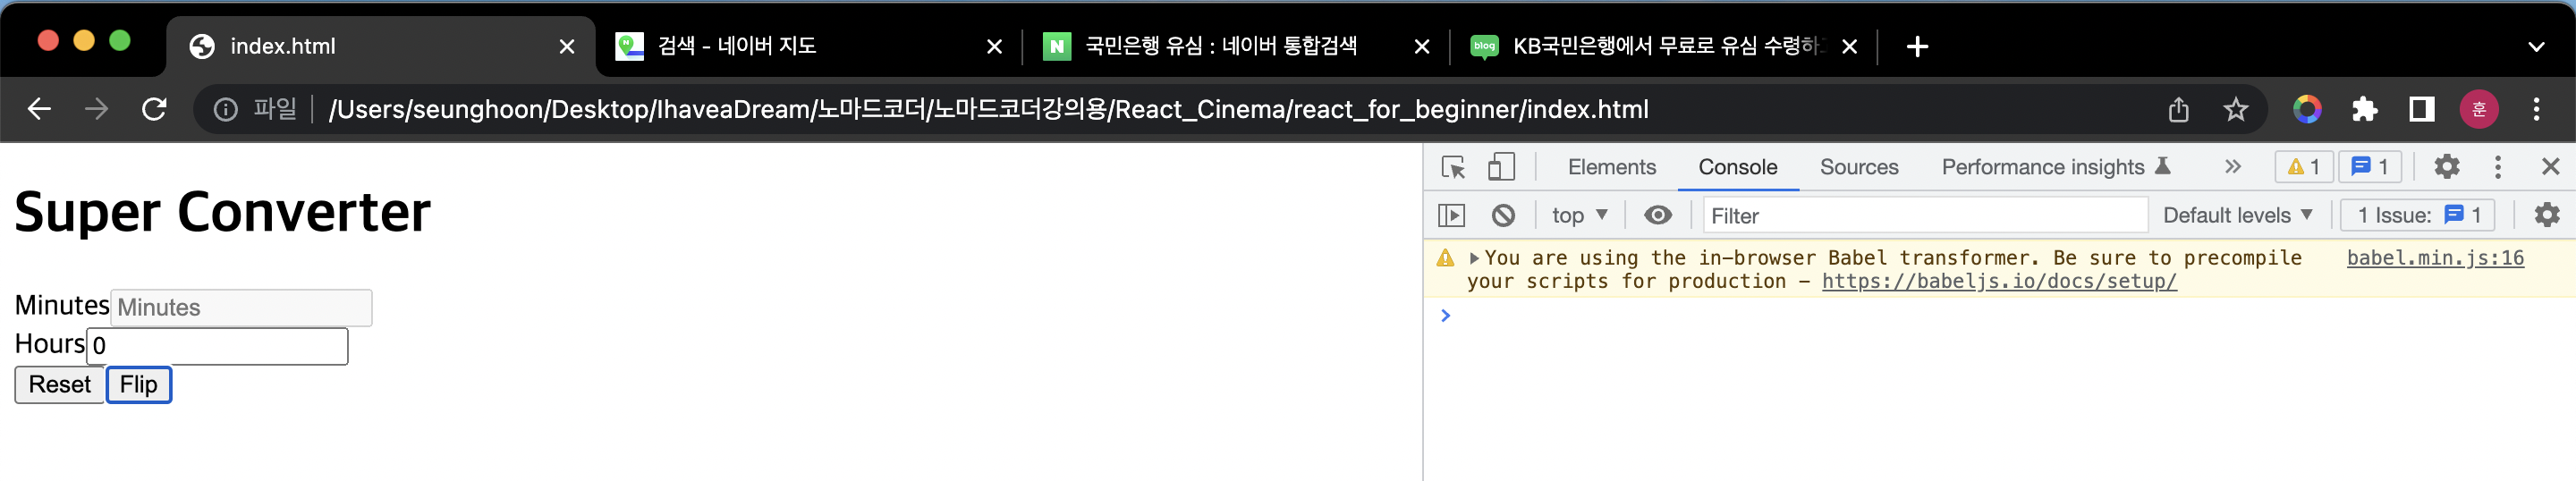 index.html
검색 - 네이버 지도
N
국민은행 유심 : 네이버 통합검색
blog
KB국민은행에서 무료로 유심 수령하고
파일
/Users/seunghoon/Desktop/IhaveaDream/노마드코더/노마드코더강의용/React_Cinema/react_for_beginner/index.html
훈
Super Converter
Minutes Minutes
Hours 0
Reset Flip
Elements Console Sources Performance insights 1 1
top Filter Default levels 1 Issue: 1
You are using the in-browser Babel transformer. Be sure to precompile babel.min.js:16
your scripts for production – https://babeljs.io/docs/setup/